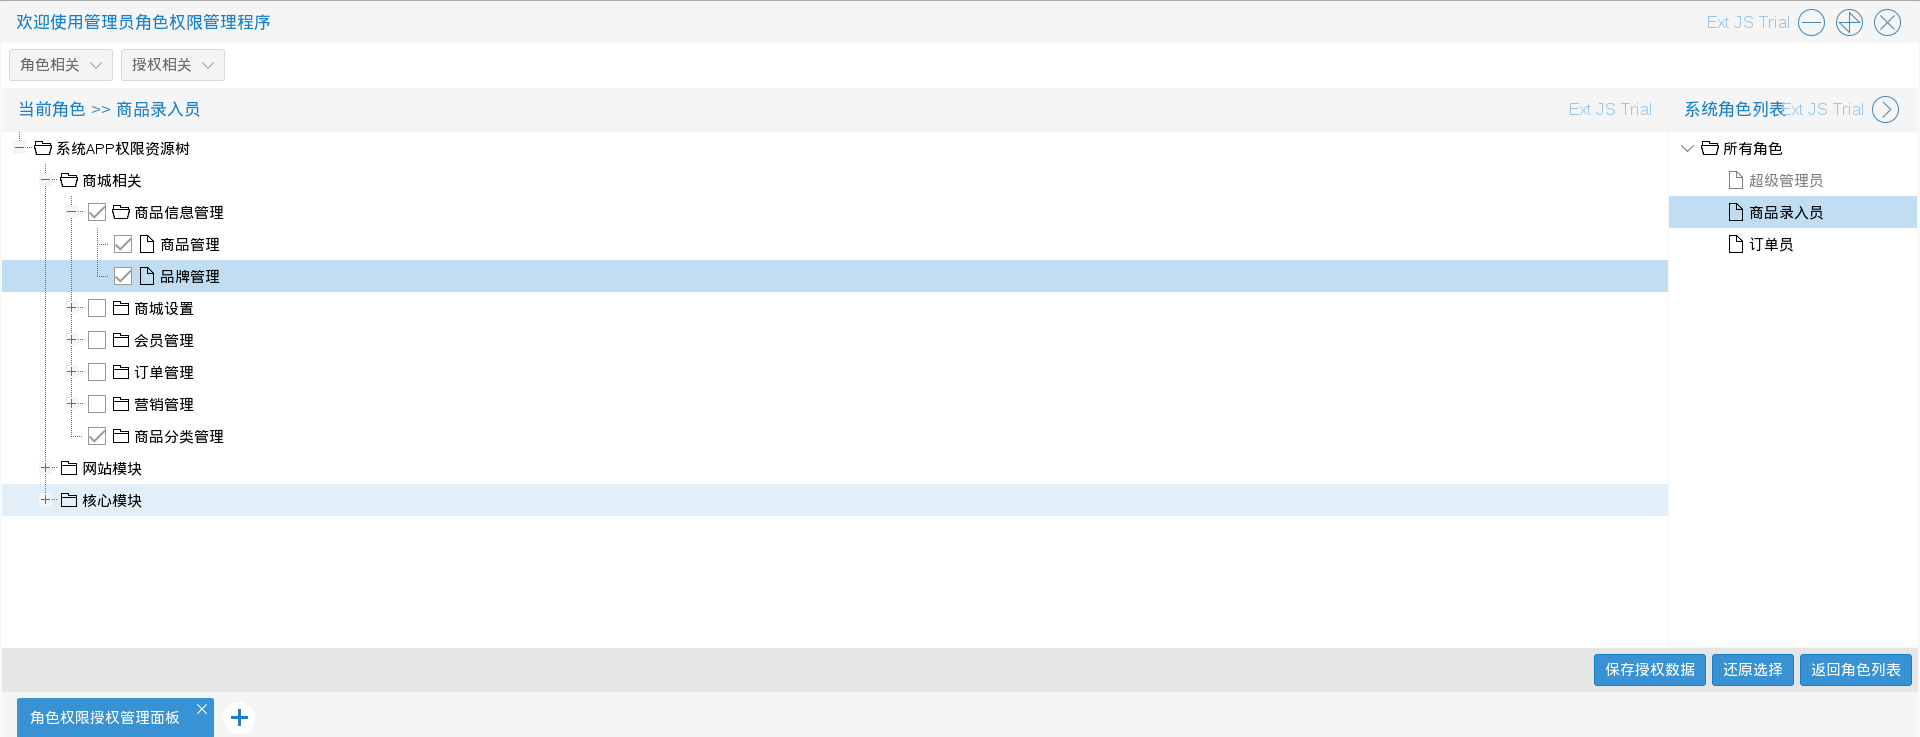 欢迎使用管理员角色权限管理程序 Ext JS Trial
角色相关 授权相关
当前角色 >> 商品录入员 Ext JS Trial
系统角色列表 Ext JS Trial
系统APP权限资源树
商城相关
商品信息管理
商品管理
品牌管理
商城设置
会员管理
订单管理
营销管理
商品分类管理
网站模块
核心模块
所有角色
超级管理员
商品录入员
订单员
保存授权数据 还原选择 返回角色列表
角色权限授权管理面板